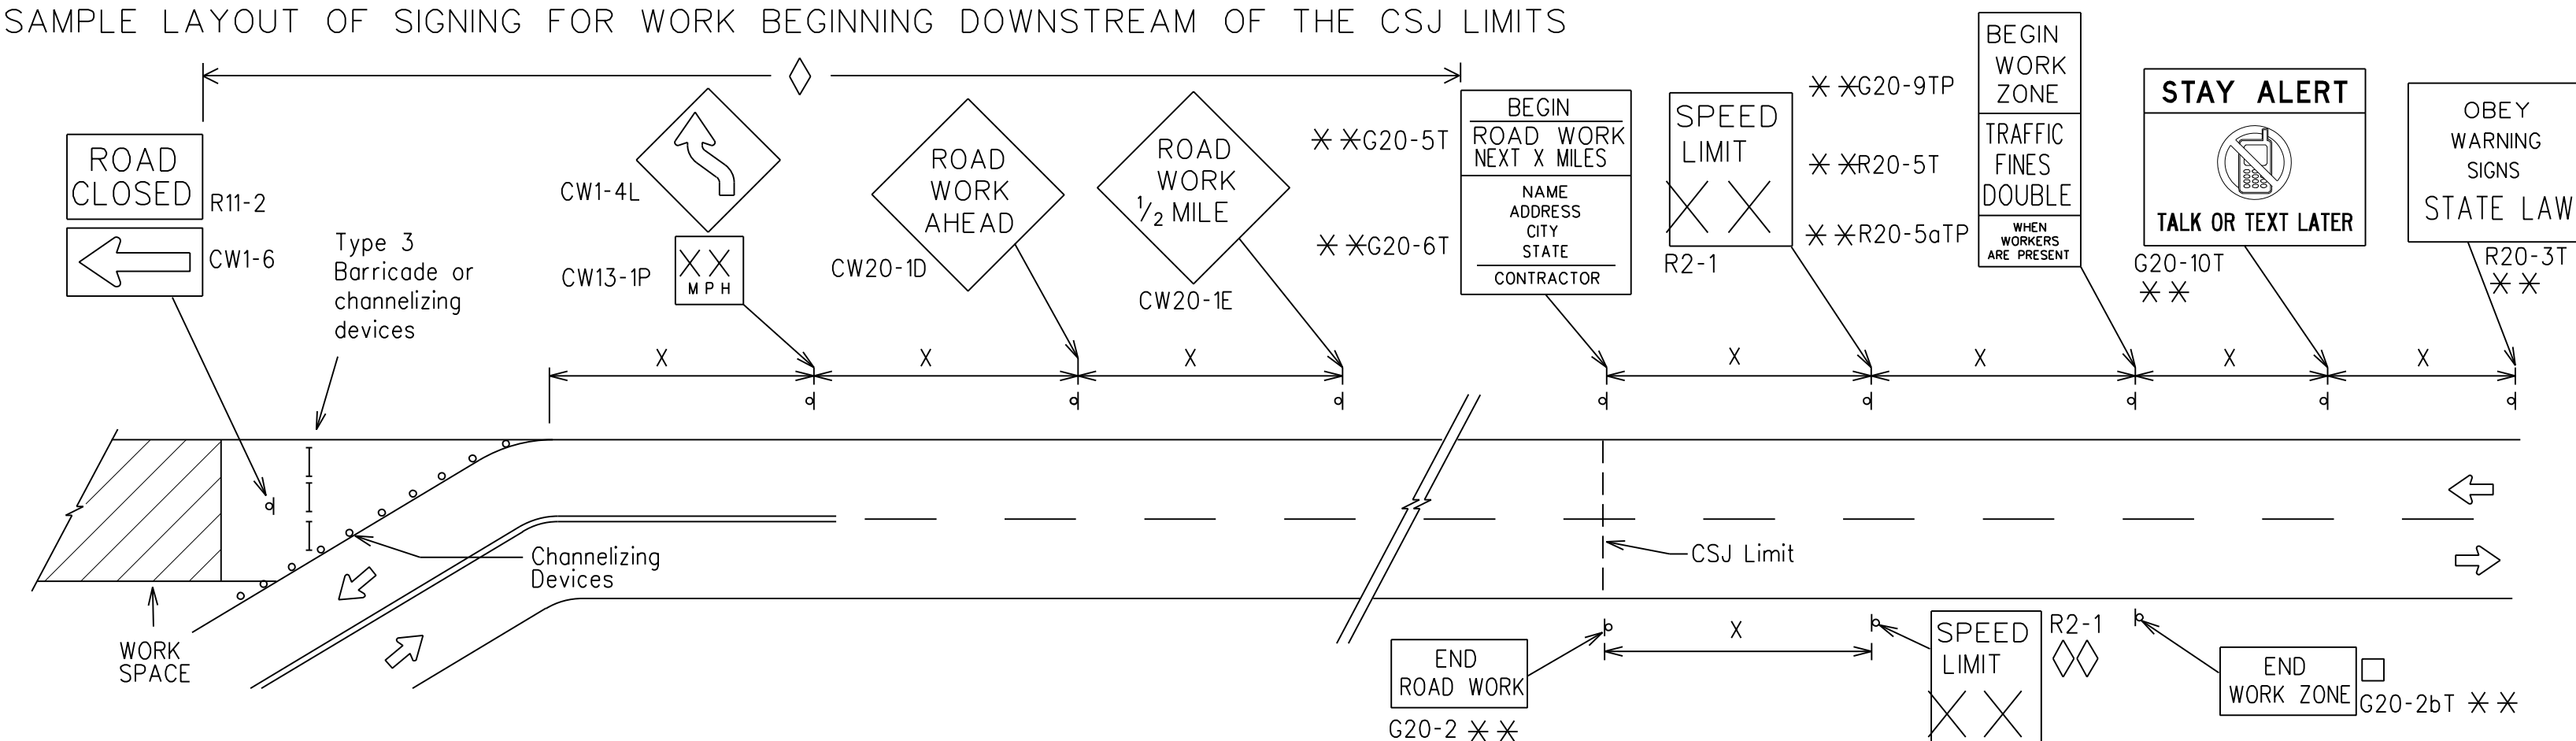 SAMPLE LAYOUT OF SIGNING FOR WORK BEGINNING DOWNSTREAM OF THE CSJ LIMITS
ROAD
CLOSED
R11-2
CW1-6
Type 3
Barricade or
channelizing
devices
CW1-4L
CW13-1P
XX
MPH
ROAD
WORK
AHEAD
CW20-1D
ROAD
WORK
1/2 MILE
CW20-1E
* *G20-5T
* *G20-6T
BEGIN
ROAD WORK
NEXT X MILES
NAME
ADDRESS
CITY
STATE
CONTRACTOR
SPEED
LIMIT
X X
R2-1
* *G20-9TP
* *R20-5T
* *R20-5aTP
BEGIN
WORK
ZONE
TRAFFIC
FINES
DOUBLE
WHEN
WORKERS
ARE PRESENT
STAY ALERT
TALK OR TEXT LATER
G20-10T
* *
OBEY
WARNING
SIGNS
STATE LAW
R20-3T
* *
X
X
X
X
X
X
X
Channelizing
Devices
CSJ Limit
WORK
SPACE
END
ROAD WORK
G20-2 * *
X
SPEED
LIMIT
X X
R2-1
END
WORK ZONE
G20-2bT * *